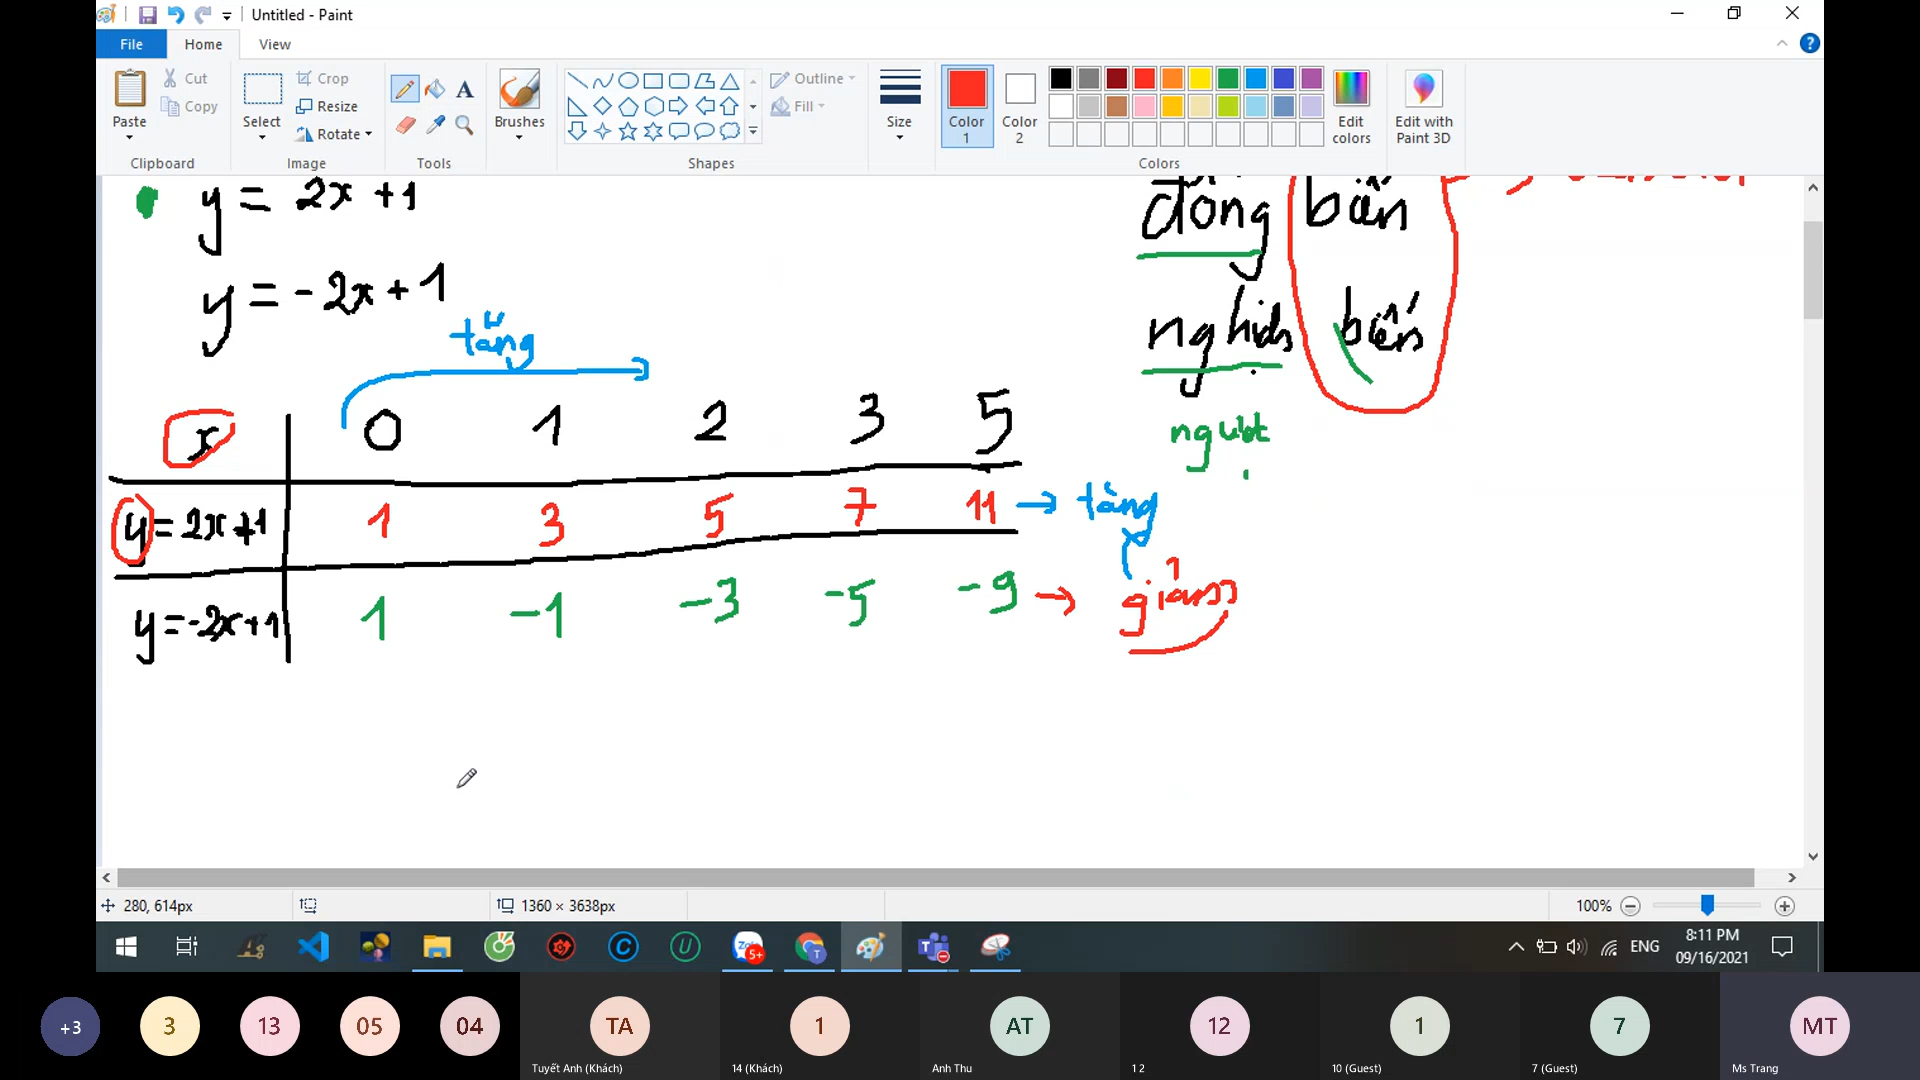 Untitled - Paint
File
Home
View
Paste
Cut
Copy
Clipboard
Select
Crop
Resize
Rotate
Image
A
Tools
Brushes
Shapes
Outline
Fill
Size
Color
1
Color
2
Colors
Edit
colors
Edit with
Paint 3D
y = 2x + 1
y = - 2x + 1
đồng biến
nghịch biến
ngược
tăng
x 0 1 2 3 5
y = 2x + 1 1 3 5 7 11 → tăng
y = - 2x + 1 1 -1 -3 -5 -9 → giảm
280, 614px
1360 × 3638px
100%
Zalo
5+
T
C
U
ENG
8:11 PM
09/16/2021
+3
3
13
05
04
TA
1
AT
12
1
7
MT
Tuyết Anh (Khách)
14 (Khách)
Anh Thu
1 2
10 (Guest)
7 (Guest)
Ms Trang